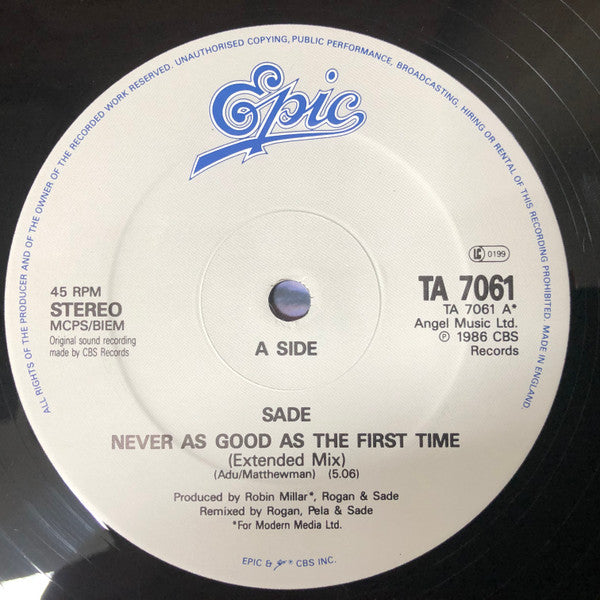 ALL RIGHTS OF THE PRODUCER AND OF THE OWNER OF THE RECORDED WORK RESERVED. UNAUTHORISED COPYING, PUBLIC PERFORMANCE, BROADCASTING, HIRING OR RENTAL OF THIS RECORDING PROHIBITED. MADE IN ENGLAND.
Epic
LC 0199
45 RPM
STEREO
MCPS/BIEM
Original sound recording
made by CBS Records
TA 7061
TA 7061 A*
Angel Music Ltd.
℗ 1986 CBS
Records
A SIDE
SADE
NEVER AS GOOD AS THE FIRST TIME
(Extended Mix)
(Adu/Matthewman) (5.06)
Produced by Robin Millar*, Rogan & Sade
Remixed by Rogan, Pela & Sade
*For Modern Media Ltd.
EPIC & Epic * CBS INC.